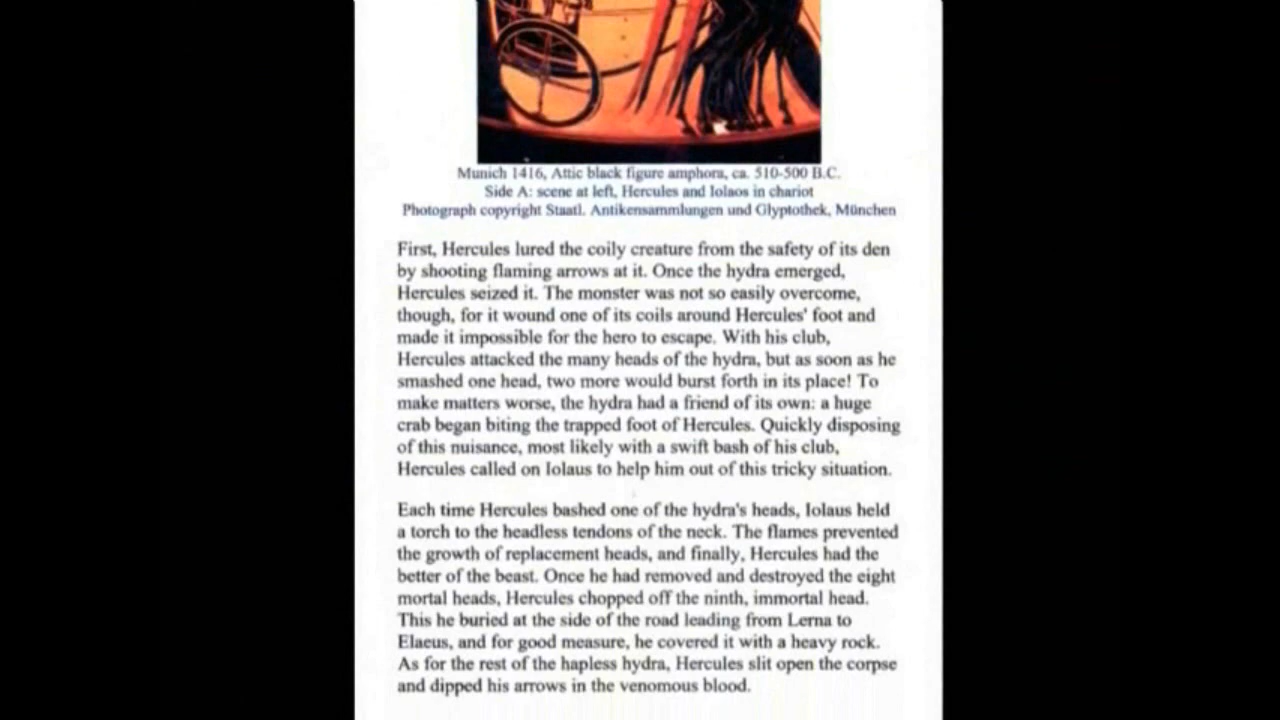 Munich 1416, Attic black figure amphora, ca. 510-500 B.C.
Side A: scene at left, Hercules and Iolaos in chariot
Photograph copyright Staatl. Antikensammlungen und Glyptothek, München
First, Hercules lured the coily creature from the safety of its den
by shooting flaming arrows at it. Once the hydra emerged,
Hercules seized it. The monster was not so easily overcome,
though, for it wound one of its coils around Hercules' foot and
made it impossible for the hero to escape. With his club,
Hercules attacked the many heads of the hydra, but as soon as he
smashed one head, two more would burst forth in its place! To
make matters worse, the hydra had a friend of its own: a huge
crab began biting the trapped foot of Hercules. Quickly disposing
of this nuisance, most likely with a swift bash of his club,
Hercules called on Iolaus to help him out of this tricky situation.
Each time Hercules bashed one of the hydra's heads, Iolaus held
a torch to the headless tendons of the neck. The flames prevented
the growth of replacement heads, and finally, Hercules had the
better of the beast. Once he had removed and destroyed the eight
mortal heads, Hercules chopped off the ninth, immortal head.
This he buried at the side of the road leading from Lerna to
Elaeus, and for good measure, he covered it with a heavy rock.
As for the rest of the hapless hydra, Hercules slit open the corpse
and dipped his arrows in the venomous blood.